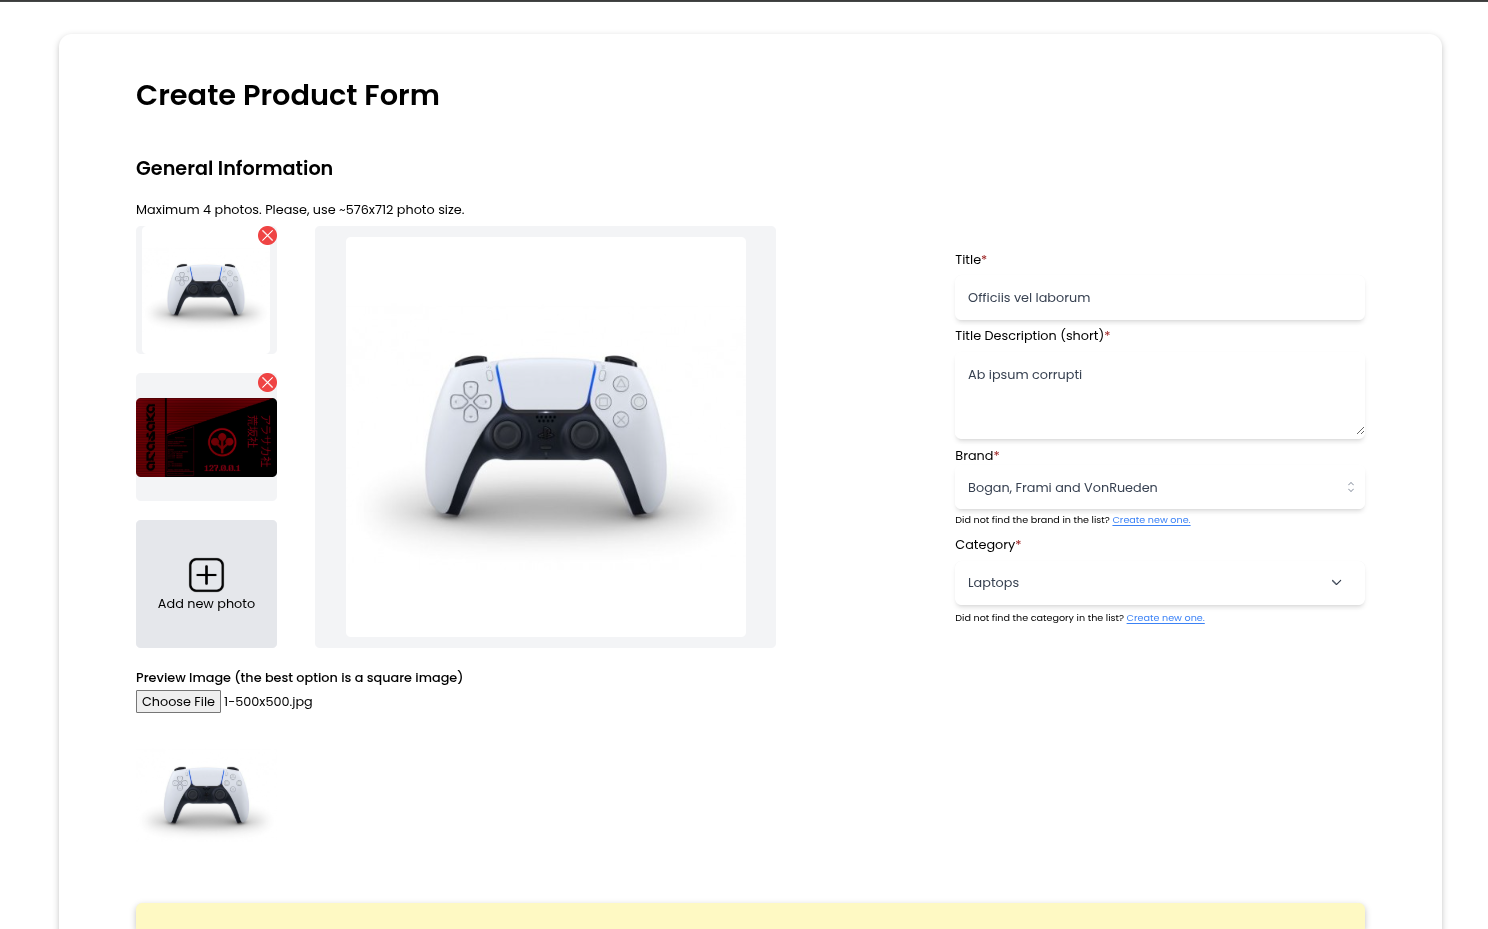 Create Product Form
General Information
Maximum 4 photos. Please, use ~576x712 photo size.
arasaka
127.0.0.1
Add new photo
Preview Image (the best option is a square image)
Choose File 1-500x500.jpg
Title*
Officiis vel laborum
Title Description (short)*
Ab ipsum corrupti
Brand*
Bogan, Frami and VonRueden
Did not find the brand in the list? Create new one.
Category*
Laptops
Did not find the category in the list? Create new one.